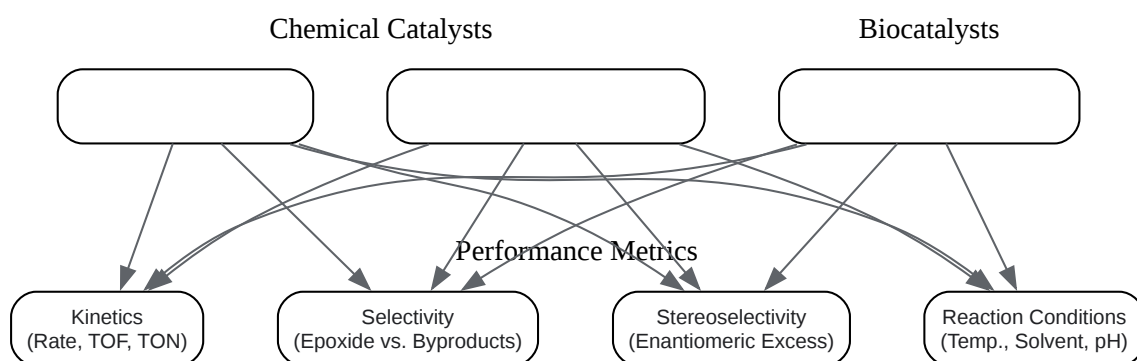 Chemical Catalysts
Biocatalysts
Performance Metrics
Kinetics
(Rate, TOF, TON)
Selectivity
(Epoxide vs. Byproducts)
Stereoselectivity
(Enantiomeric Excess)
Reaction Conditions
(Temp., Solvent, pH)